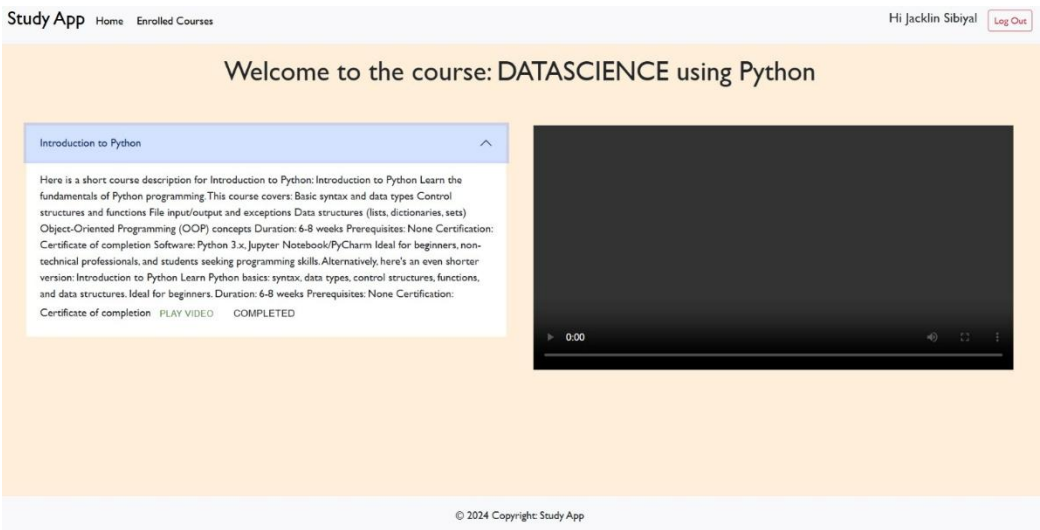 Study App Home Enrolled Courses Hi Jacklin Sibiyal Log Out
Welcome to the course: DATASCIENCE using Python
Introduction to Python
Here is a short course description for Introduction to Python: Introduction to Python Learn the
fundamentals of Python programming. This course covers: Basic syntax and data types Control
structures and functions File input/output and exceptions Data structures (lists, dictionaries, sets)
Object-Oriented Programming (OOP) concepts Duration: 6-8 weeks Prerequisites: None Certification:
Certificate of completion Software: Python 3.x, Jupyter Notebook/PyCharm Ideal for beginners, non-
technical professionals, and students seeking programming skills. Alternatively, here's an even shorter
version: Introduction to Python Learn Python basics: syntax, data types, control structures, functions,
and data structures. Ideal for beginners. Duration: 6-8 weeks Prerequisites: None Certification:
Certificate of completion PLAY VIDEO COMPLETED
0:00
© 2024 Copyright: Study App